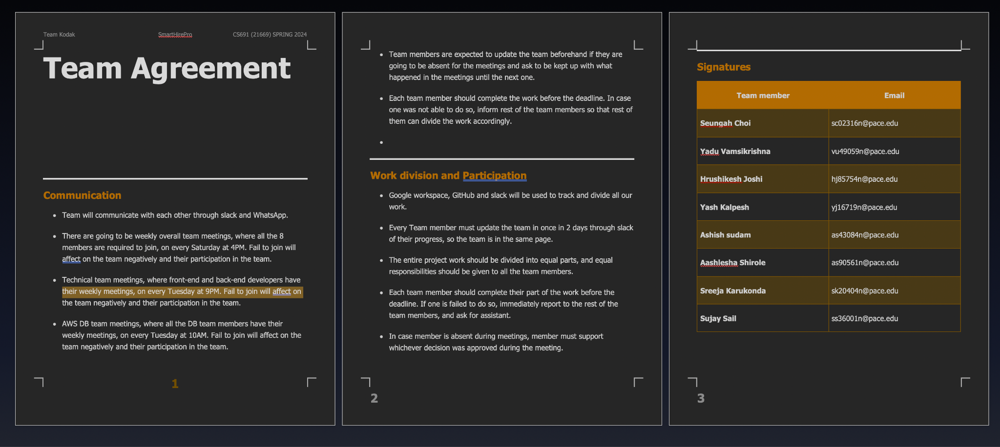 Team Kodak SmartHirePro CS691 (21669) SPRING 2024
Team Agreement
Communication
• Team will communicate with each other through slack and WhatsApp.
• There are going to be weekly overall team meetings, where all the 8
members are required to join, on every Saturday at 4PM. Fail to join will
affect on the team negatively and their participation in the team.
• Technical team meetings, where front-end and back-end developers have
their weekly meetings, on every Tuesday at 9PM. Fail to join will affect on
the team negatively and their participation in the team.
• AWS DB team meetings, where all the DB team members have their
weekly meetings, on every Tuesday at 10AM. Fail to join will affect on the
team negatively and their participation in the team.
1
• Team members are expected to update the team beforehand if they are
going to be absent for the meetings and ask to be kept up with what
happened in the meetings until the next one.
• Each team member should complete the work before the deadline. In case
one was not able to do so, inform rest of the team members so that rest of
them can divide the work accordingly.
•
Work division and Participation
• Google workspace, GitHub and slack will be used to track and divide all our
work.
• Every Team member must update the team in once in 2 days through slack
of their progress, so the team is in the same page.
• The entire project work should be divided into equal parts, and equal
responsibilities should be given to all the team members.
• Each team member should complete their part of the work before the
deadline. If one is failed to do so, immediately report to the rest of the
team members, and ask for assistant.
• In case member is absent during meetings, member must support
whichever decision was approved during the meeting.
2
Signatures
Team member Email
Seungah Choi sc02316n@pace.edu
Yadu Vamsikrishna vu49059n@pace.edu
Hrushikesh Joshi hj85754n@pace.edu
Yash Kalpesh yj16719n@pace.edu
Ashish sudam as43084n@pace.edu
Aashlesha Shirole as90561n@pace.edu
Sreeja Karukonda sk20404n@pace.edu
Sujay Sail ss36001n@pace.edu
3